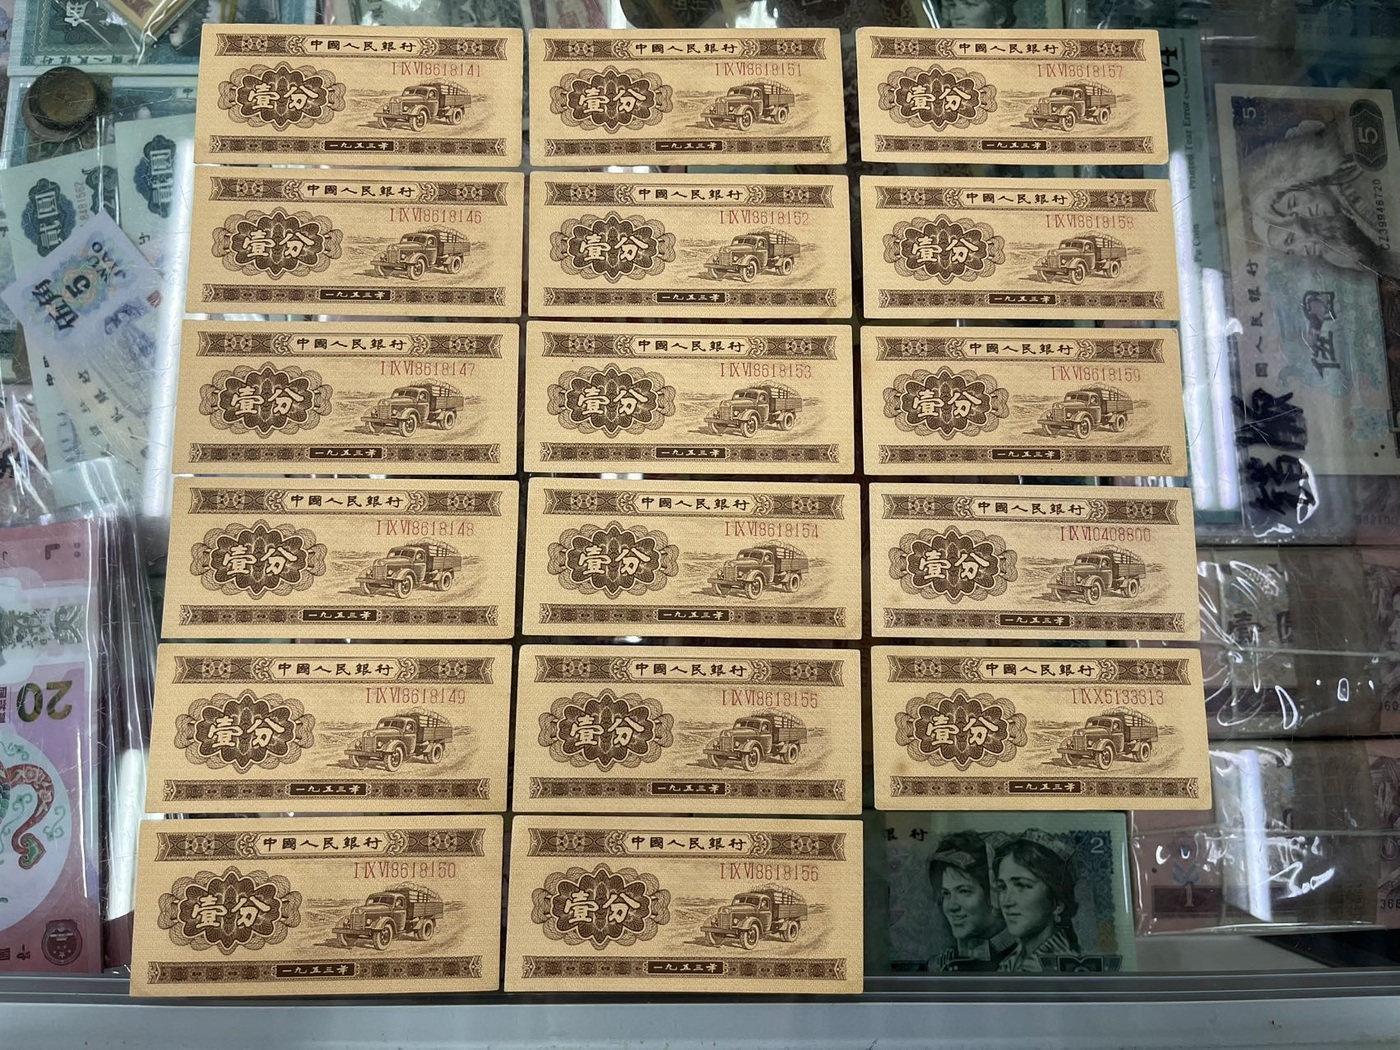 中國人民銀行
I IX VI 8618141
壹分
一九五三年
中國人民銀行
I IX VI 8618151
壹分
一九五三年
中國人民銀行
I IX VI 8618157
壹分
一九五三年
中國人民銀行
I IX VI 8618146
壹分
一九五三年
中國人民銀行
I IX VI 8618152
壹分
一九五三年
中國人民銀行
I IX VI 8618158
壹分
一九五三年
中國人民銀行
I IX VI 8618147
壹分
一九五三年
中國人民銀行
I IX VI 8618153
壹分
一九五三年
中國人民銀行
I IX VI 8618159
壹分
一九五三年
中國人民銀行
I IX VI 8618148
壹分
一九五三年
中國人民銀行
I IX VI 8618154
壹分
一九五三年
中國人民銀行
I IX VI 0408800
壹分
一九五三年
中國人民銀行
I IX VI 8618149
壹分
一九五三年
中國人民銀行
I IX VI 8618155
壹分
一九五三年
中國人民銀行
I IX X 5133313
壹分
一九五三年
中國人民銀行
I IX VI 8618150
壹分
一九五三年
中國人民銀行
I IX VI 8618156
壹分
一九五三年
貳圓
WU JIAO
伍角
5
20
5
伍圓
2